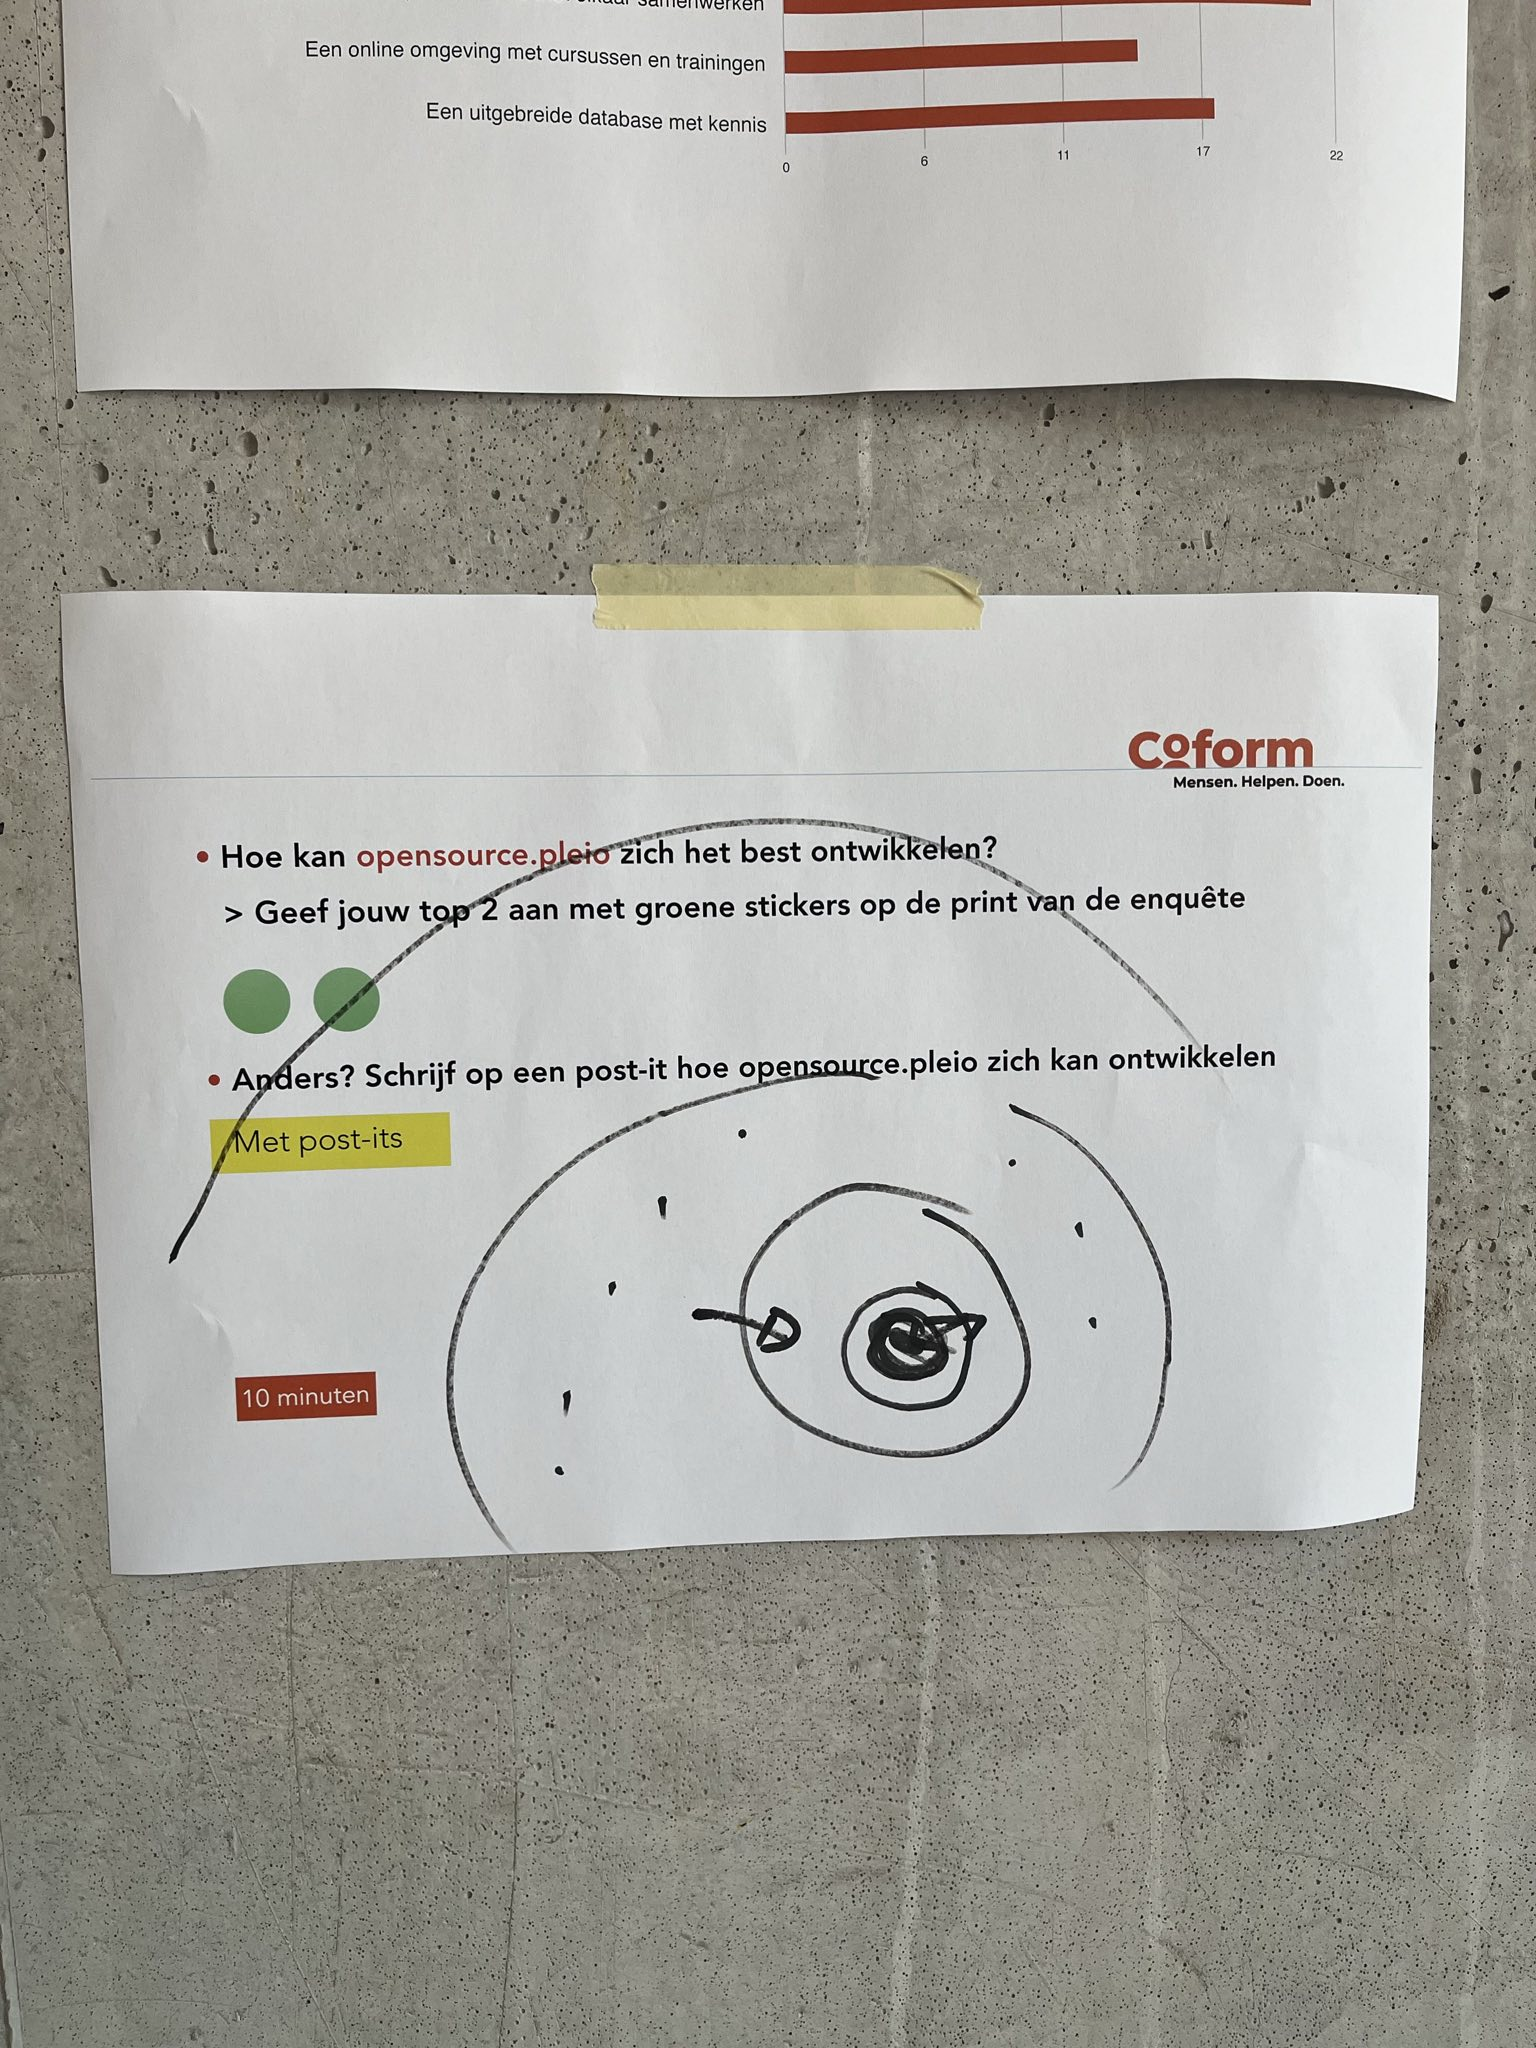 samenwerken
Een online omgeving met cursussen en trainingen
Een uitgebreide database met kennis
0 6 11 17 22
Coform
Mensen. Helpen. Doen.
• Hoe kan opensource.pleio zich het best ontwikkelen?
> Geef jouw top 2 aan met groene stickers op de print van de enquête
• Anders? Schrijf op een post-it hoe opensource.pleio zich kan ontwikkelen
Met post-its
10 minuten